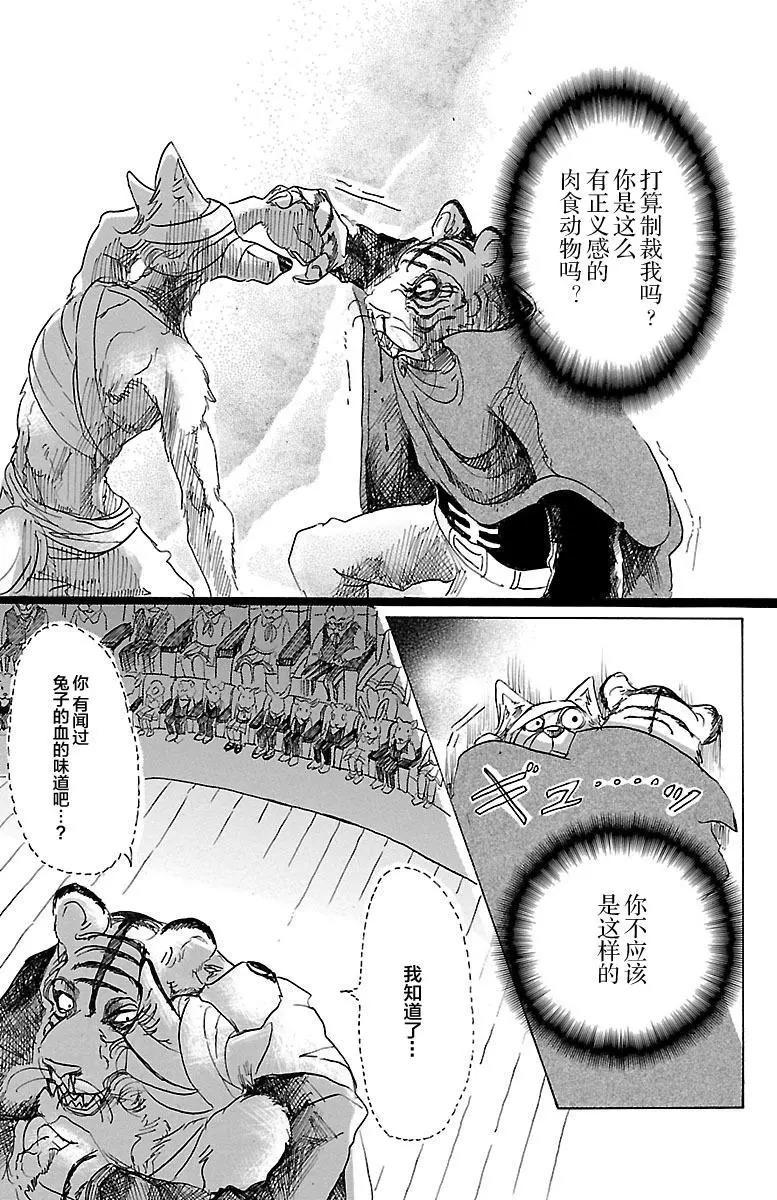 打算制裁我吗?
你是这么
有正义感的
肉食动物吗?
ギュ……ッ
你不应该
是这样的
我知道了…
你 有闻过
兔子的血的味道吧…?